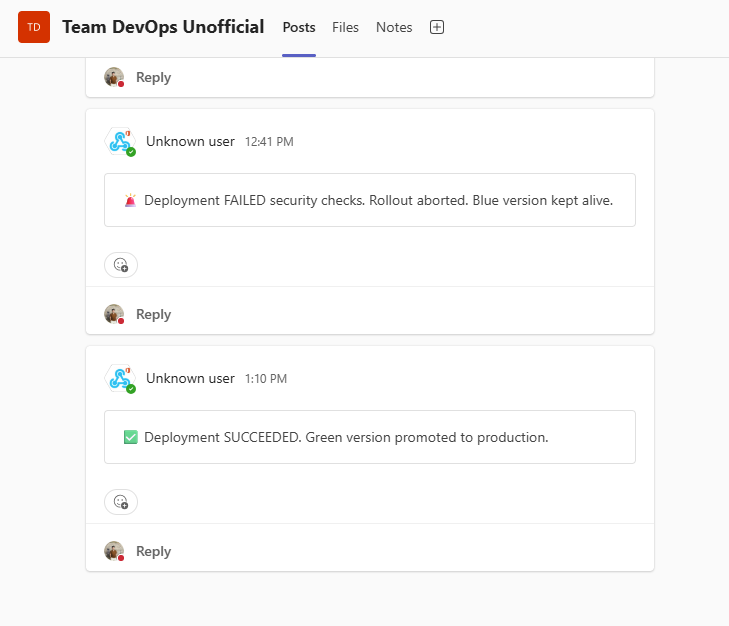 TD Team DevOps Unofficial Posts Files Notes
Reply
Unknown user 12:41 PM
🚨 Deployment FAILED security checks. Rollout aborted. Blue version kept alive.
Reply
Unknown user 1:10 PM
✅ Deployment SUCCEEDED. Green version promoted to production.
Reply